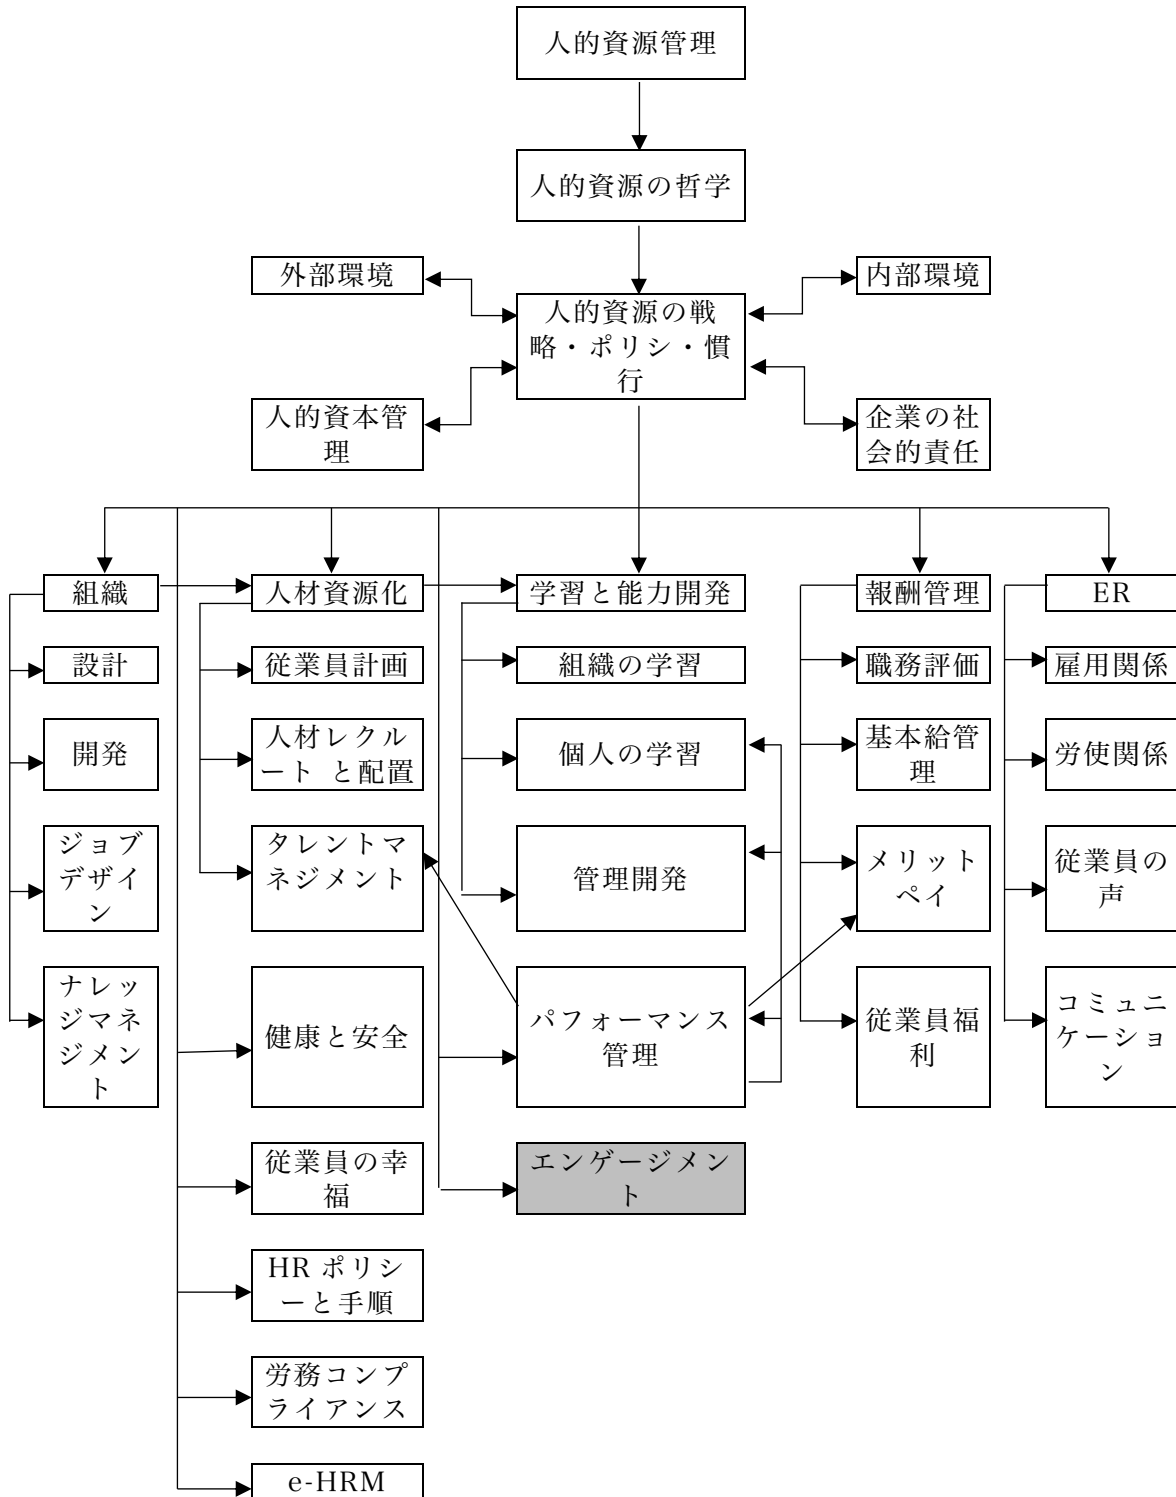 人的資源管理
人的資源の哲学
外部環境
内部環境
人的資源の戦
略・ポリシ・慣
行
人的資本管
理
企業の社
会的責任
組織
人材資源化
学習と能力開発
報酬管理
ER
設計
従業員計画
組織の学習
職務評価
雇用関係
開発
人材レクル
ート と配置
個人の学習
基本給管
理
労使関係
ジョブ
デザイ
ン
タレントマ
ネジメント
管理開発
メリット
ペイ
従業員の
声
ナレッ
ジマネ
ジメン
ト
健康と安全
パフォーマンス
管理
従業員福
利
コミュニ
ケーショ
ン
従業員の幸
福
エンゲージメン
ト
HR ポリシ
ーと手順
労務コンプ
ライアンス
e-HRM